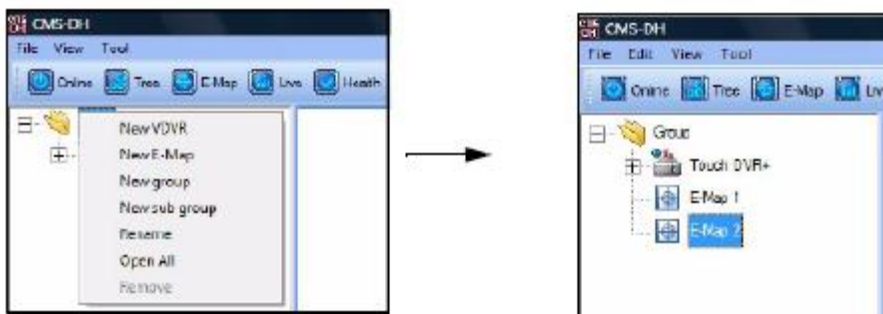 CMS-DH
File View Tool
Online Tree E-Map Live Health
New VDVR
New E-Map
New group
New sub group
Rename
Open All
Remove
CMS-DH
File Edit View Tool
Online Tree E-Map Liv
Group
Touch DVR+
E-Map 1
E-Map 2